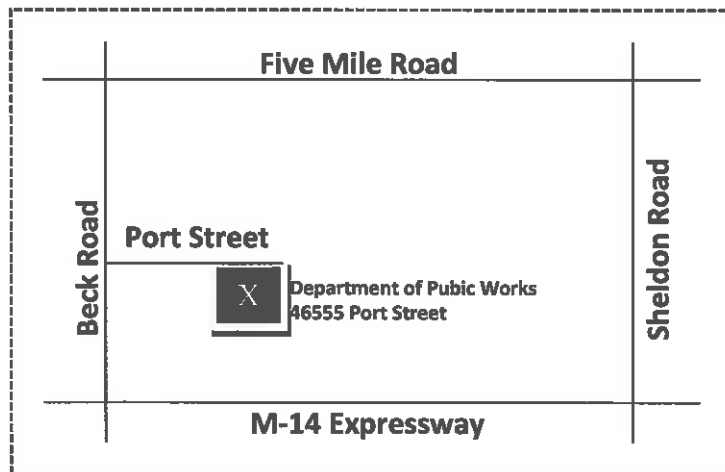 Five Mile Road
Beck Road
Sheldon Road
Port Street
X
Department of Pubic Works
46555 Port Street
M-14 Expressway